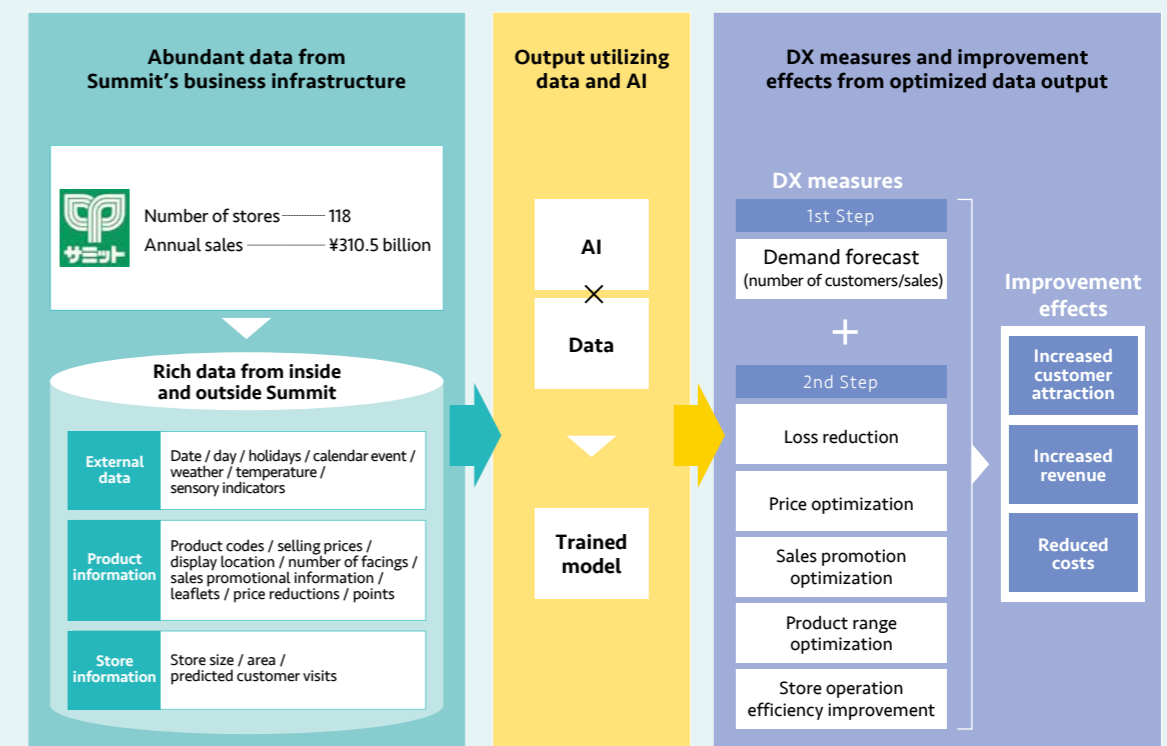 Abundant data from
Summit's business infrastructure
サミット
Number of stores 118
Annual sales ¥310.5 billion
Rich data from inside
and outside Summit
External
data
Date / day / holidays / calendar event /
weather / temperature /
sensory indicators
Product
information
Product codes / selling prices /
display location / number of facings /
sales promotional information /
leaflets / price reductions / points
Store
information
Store size / area /
predicted customer visits
Output utilizing
data and AI
AI
×
Data
Trained
model
DX measures and improvement
effects from optimized data output
DX measures
1st Step
Demand forecast
(number of customers/sales)
+
2nd Step
Loss reduction
Price optimization
Sales promotion
optimization
Product range
optimization
Store operation
efficiency improvement
Improvement
effects
Increased
customer
attraction
Increased
revenue
Reduced
costs